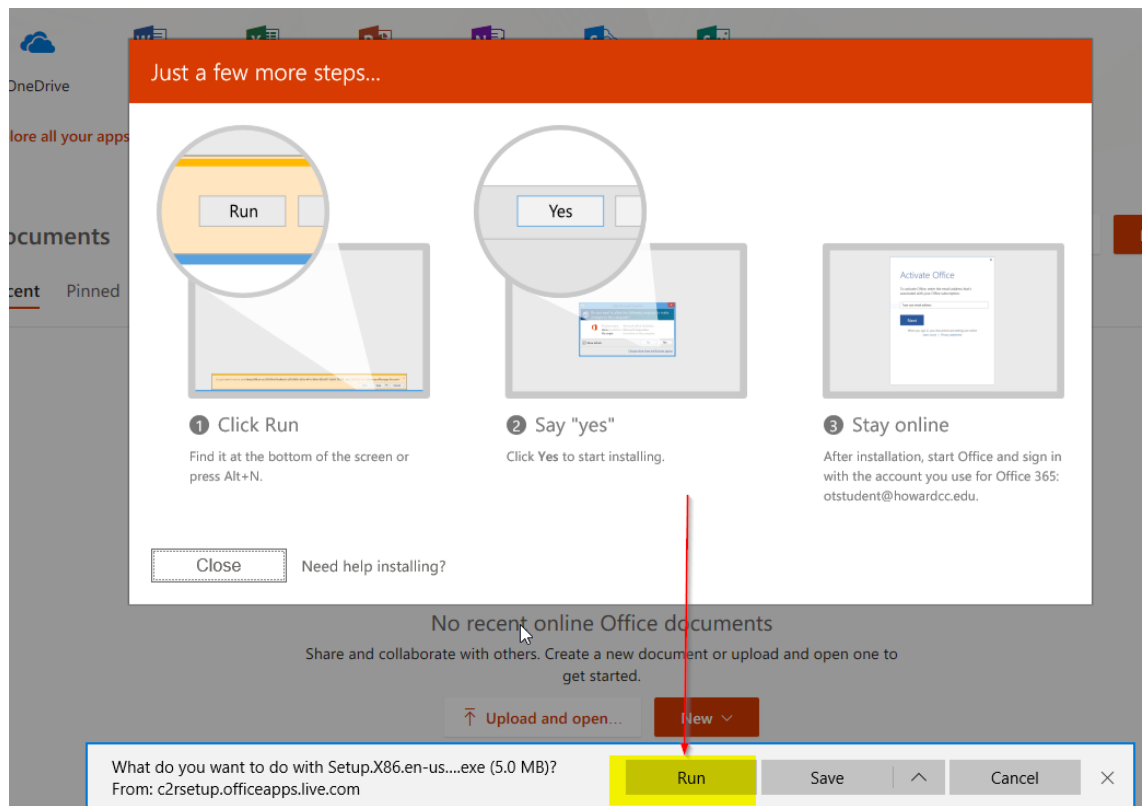 OneDrive
lore all your apps
Just a few more steps...
ocuments
cent Pinned
Run
Yes
Activate Office
1 Click Run
Find it at the bottom of the screen or
press Alt+N.
2 Say "yes"
Click Yes to start installing.
3 Stay online
After installation, start Office and sign in
with the account you use for Office 365:
otstudent@howardcc.edu.
Close
Need help installing?
No recent online Office documents
Share and collaborate with others. Create a new document or upload and open one to
get started.
Upload and open...
New
What do you want to do with Setup.X86.en-us....exe (5.0 MB)?
From: c2rsetup.officeapps.live.com
Run
Save
Cancel